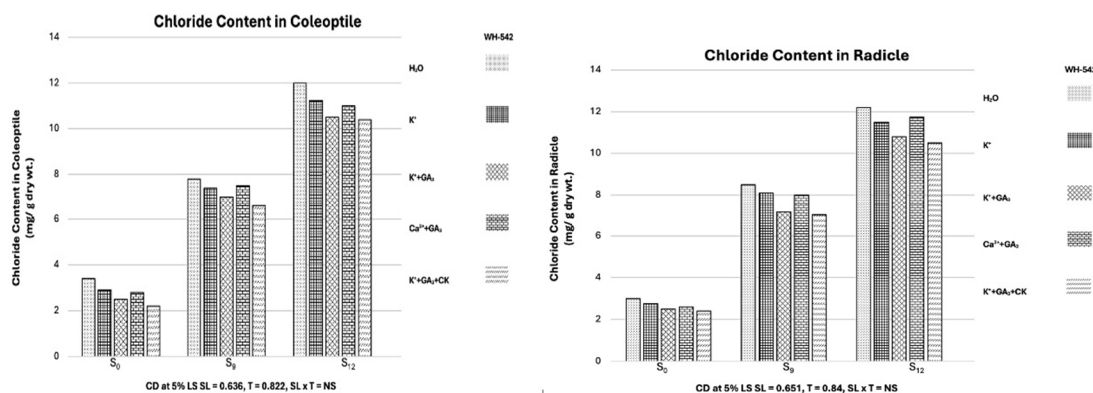 Chloride Content in Coleoptile
Chloride Content in Coleoptile
(mg/ g dry wt.)
14
12
10
8
6
4
2
0
S₀
S₉
S₁₂
WH-542
H₂O
K⁺
K⁺+GA₃
Ca²⁺+GA₃
K⁺+GA₃+CK
CD at 5% LS SL = 0.636, T = 0.822, SL x T = NS
Chloride Content in Radicle
Chloride Content in Radicle
(mg/ g dry wt.)
14
12
10
8
6
4
2
0
S₀
S₉
S₁₂
WH-542
H₂O
K⁺
K⁺+GA₃
Ca²⁺+GA₃
K⁺+GA₃+CK
CD at 5% LS SL = 0.651, T = 0.84, SL x T = NS